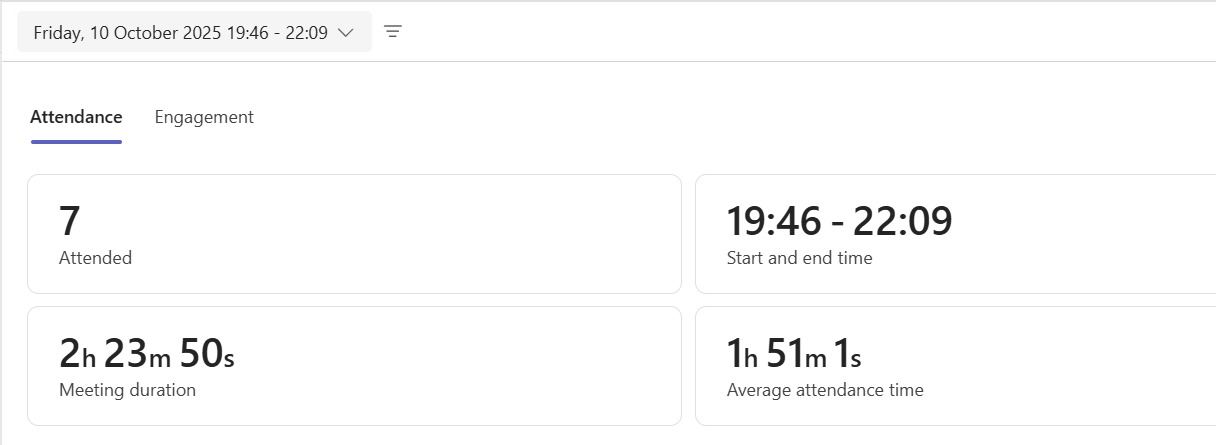 Friday, 10 October 2025 19:46 - 22:09
Attendance Engagement
7
Attended
19:46 - 22:09
Start and end time
2h 23m 50s
Meeting duration
1h 51m 1s
Average attendance time